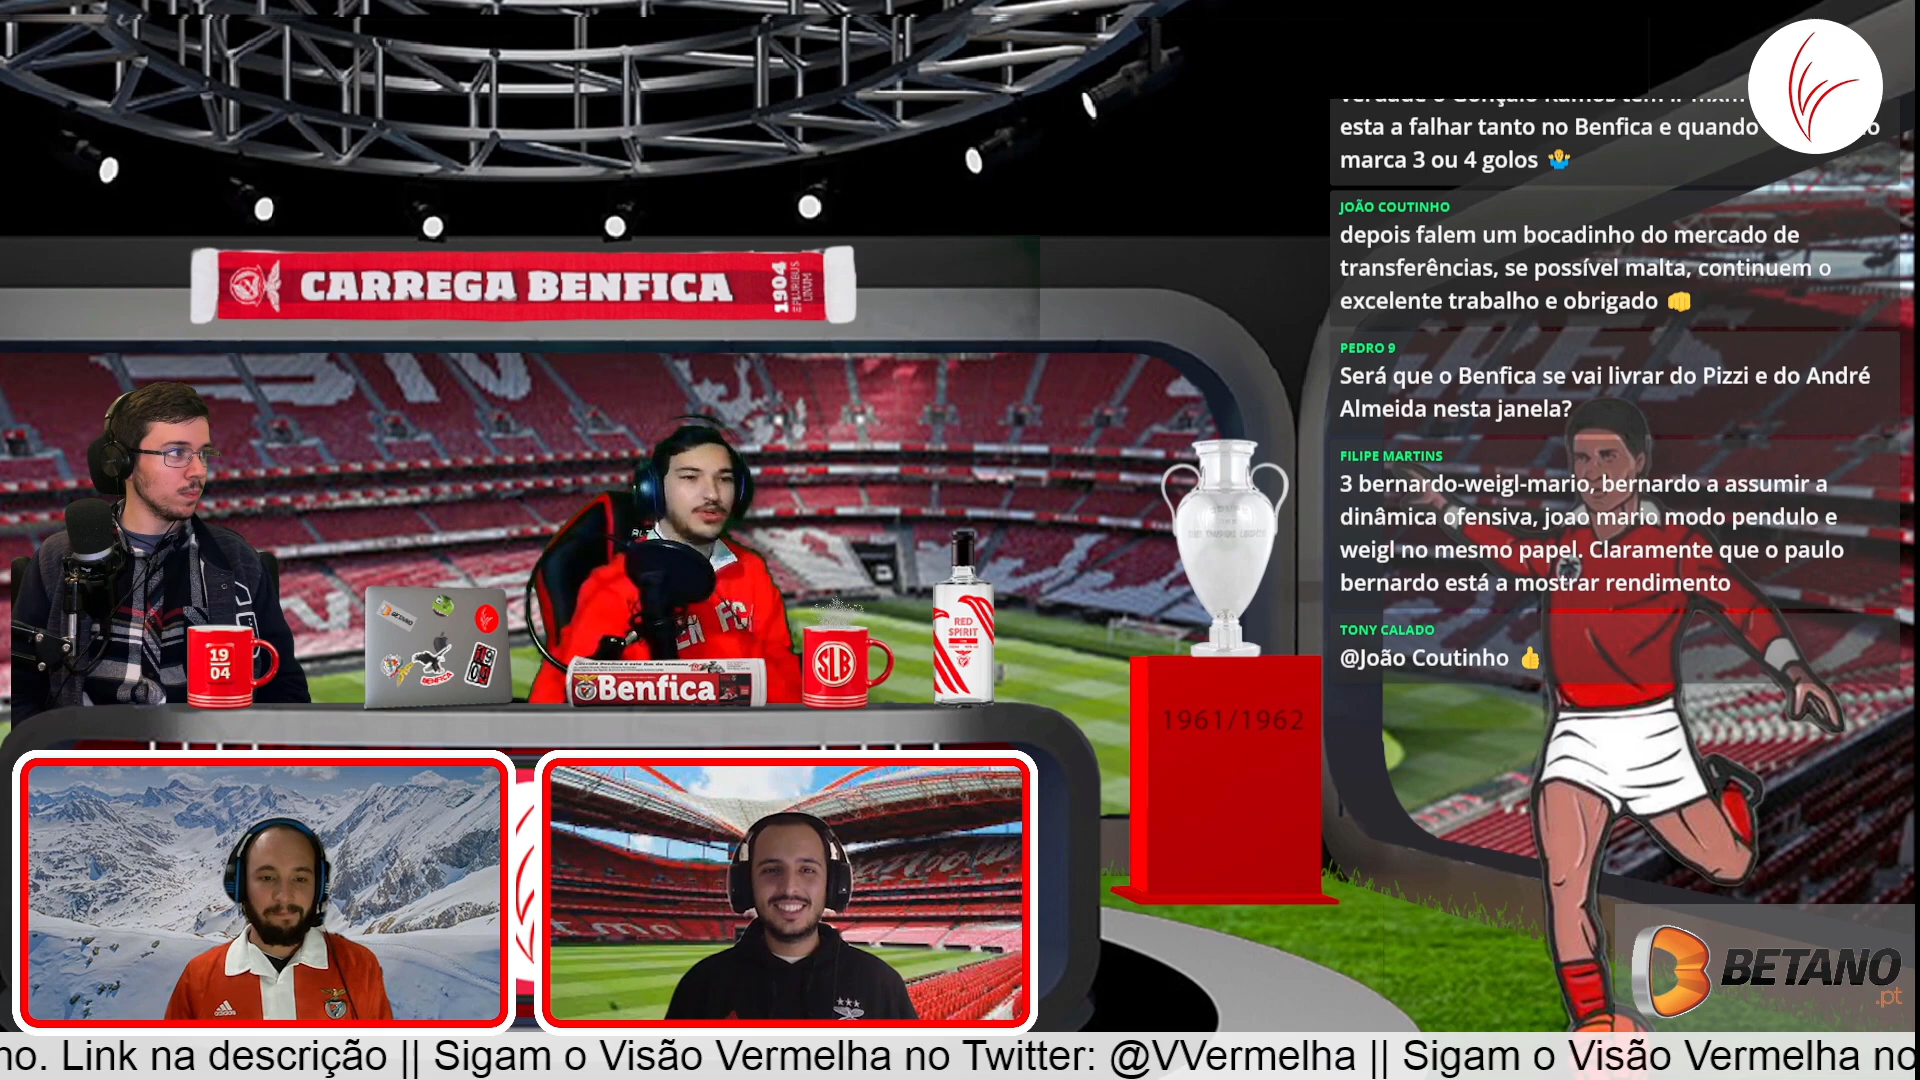 esta a falhar tanto no Benfica e quando
marca 3 ou 4 golos
JOÃO COUTINHO
depois falem um bocadinho do mercado de
transferências, se possível malta, continuem o
excelente trabalho e obrigado
PEDRO 9
Será que o Benfica se vai livrar do Pizzi e do André
Almeida nesta janela?
FILIPE MARTINS
3 bernardo-weigl-mario, bernardo a assumir a
dinâmica ofensiva, joao mario modo pendulo e
weigl no mesmo papel. Claramente que o paulo
bernardo está a mostrar rendimento
TONY CALADO
@João Coutinho
CARREGA BENFICA
1904
E PLURIBUS
UNUM
19
04
BETANO
BENFICA
Benfica
SLB
RED
SPIRIT
1961/1962
adidas
BETANO
.pt
no. Link na descrição || Sigam o Visão Vermelha no Twitter: @VVermelha || Sigam o Visão Vermelha no